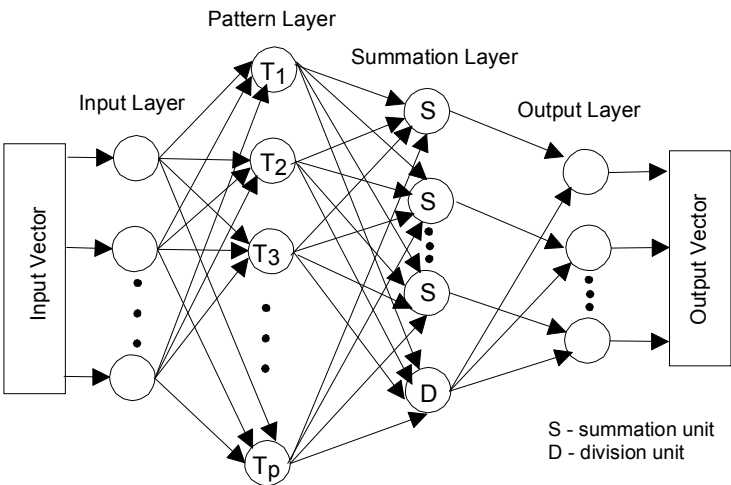 Pattern Layer
Summation Layer
Input Layer
Output Layer
T1
T2
T3
Tp
S
S
S
D
Input Vector
Output Vector
S - summation unit
D - division unit